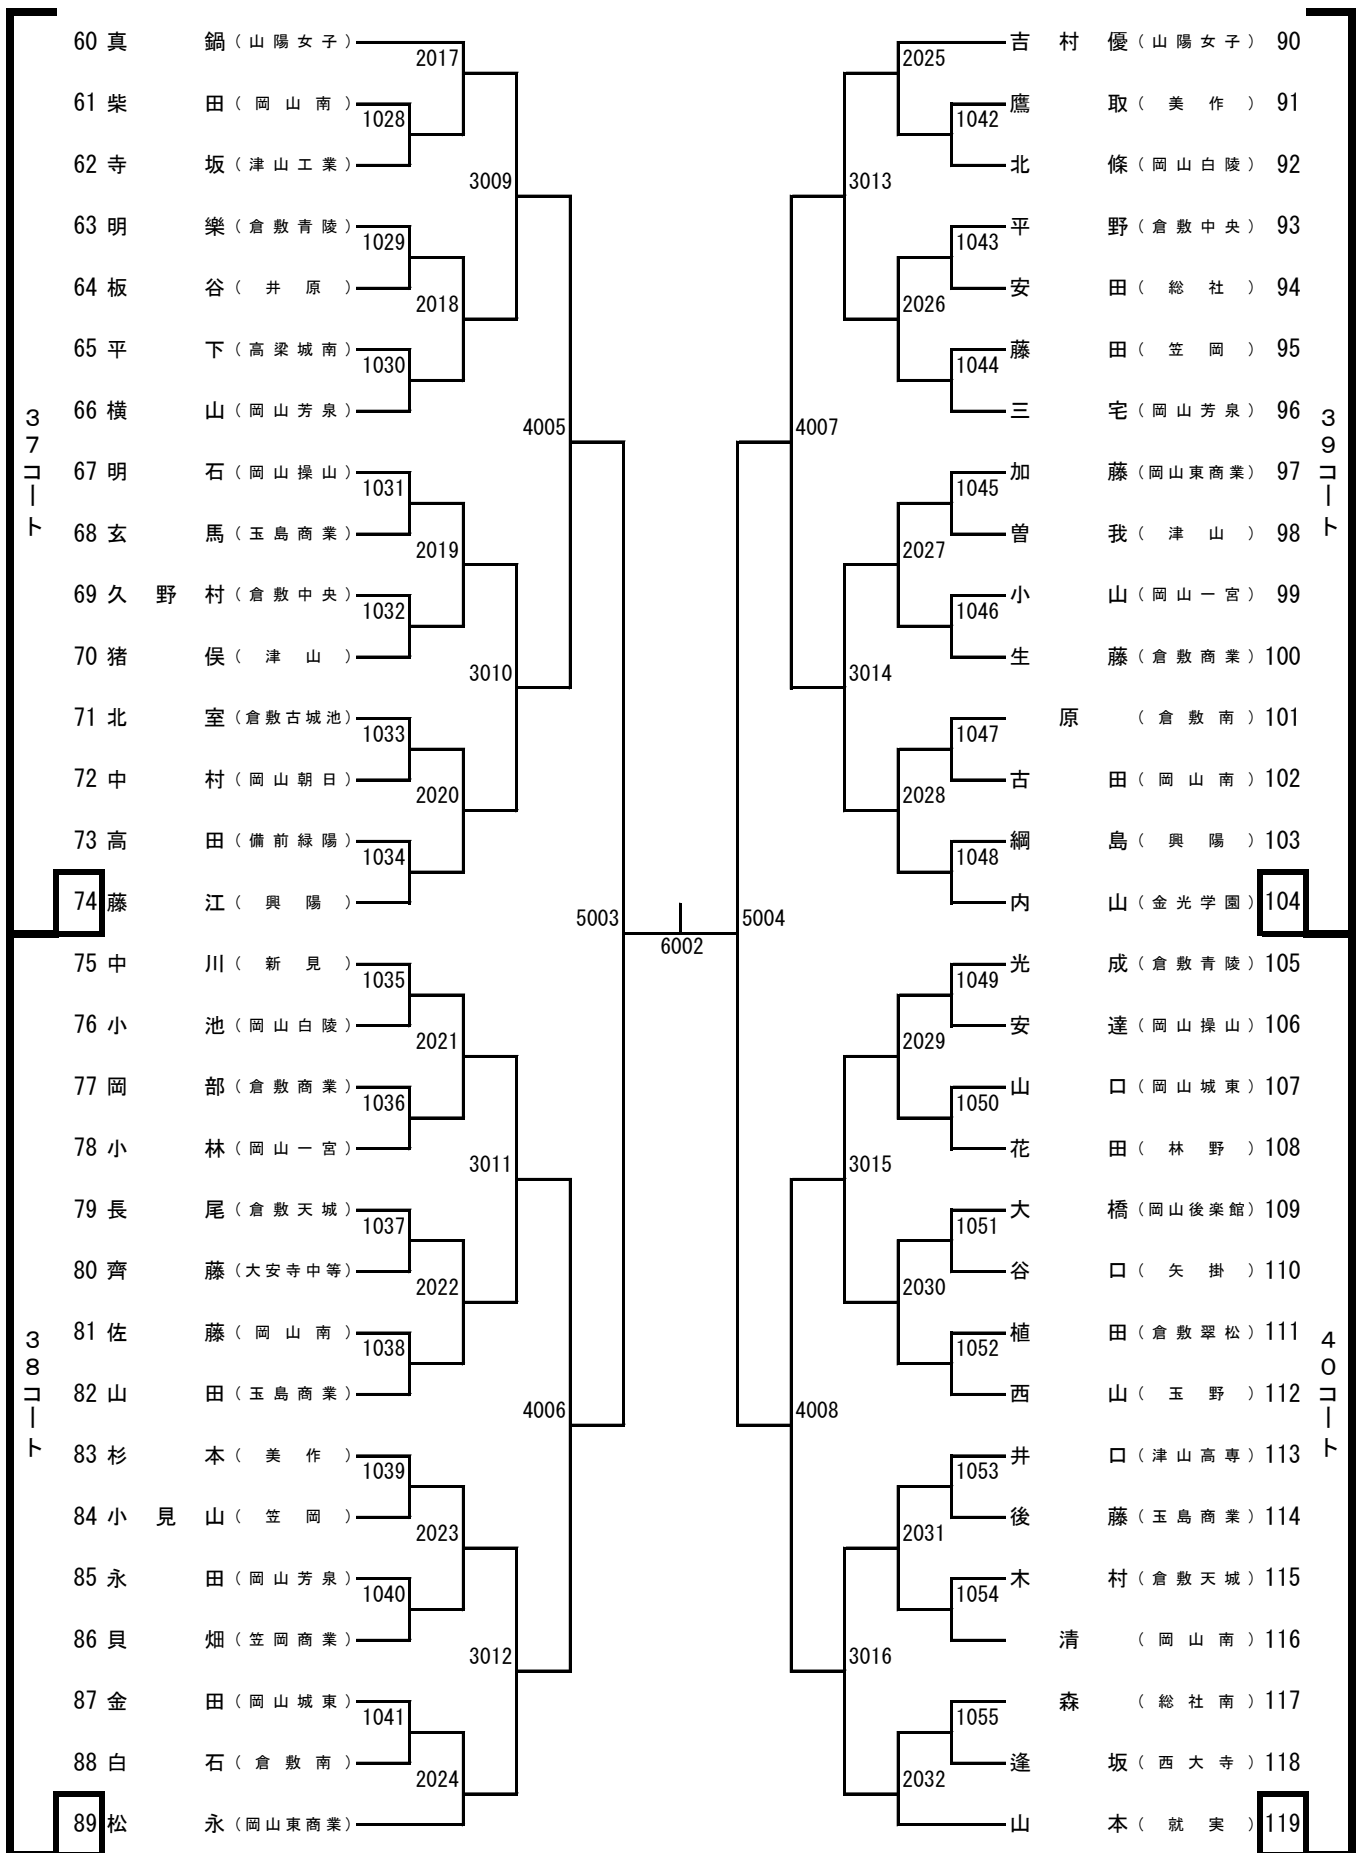 37コート
60 真鍋（山陽女子）
2017
61 柴田（岡山南）
1028
62 寺坂（津山工業）
3009
63 明樂（倉敷青陵）
1029
64 板谷（井原）
2018
65 平下（高梁城南）
1030
66 横山（岡山芳泉）
4005
67 明石（岡山操山）
1031
68 玄馬（玉島商業）
2019
69 久野村（倉敷中央）
1032
70 猪俣（津山）
3010
71 北室（倉敷古城池）
1033
72 中村（岡山朝日）
2020
73 高田（備前緑陽）
1034
74 藤江（興陽）
5003
38コート
75 中川（新見）
1035
76 小池（岡山白陵）
2021
77 岡部（倉敷商業）
1036
78 小林（岡山一宮）
3011
79 長尾（倉敷天城）
1037
80 齊藤（大安寺中等）
2022
81 佐藤（岡山南）
1038
82 山田（玉島商業）
4006
83 杉本（美作）
1039
84 小見山（笠岡）
2023
85 永田（岡山芳泉）
1040
86 貝畑（笠岡商業）
3012
87 金田（岡山城東）
1041
88 白石（倉敷南）
2024
89 松永（岡山東商業）
6002
39コート
吉村優（山陽女子） 90
2025
鷹取（美作） 91
1042
北條（岡山白陵） 92
3013
平野（倉敷中央） 93
1043
安田（総社） 94
2026
藤田（笠岡） 95
1044
三宅（岡山芳泉） 96
4007
加藤（岡山東商業） 97
1045
曽我（津山） 98
2027
小山（岡山一宮） 99
1046
生藤（倉敷商業） 100
3014
原（倉敷南） 101
1047
古田（岡山南） 102
2028
綱島（興陽） 103
1048
内山（金光学園） 104
5004
40コート
光成（倉敷青陵） 105
1049
安達（岡山操山） 106
2029
山口（岡山城東） 107
1050
花田（林野） 108
3015
大橋（岡山後楽館） 109
1051
谷口（矢掛） 110
2030
植田（倉敷翠松） 111
1052
西山（玉野） 112
4008
井口（津山高専） 113
1053
後藤（玉島商業） 114
2031
木村（倉敷天城） 115
1054
清（岡山南） 116
3016
森（総社南） 117
1055
逢坂（西大寺） 118
2032
山本（就実） 119